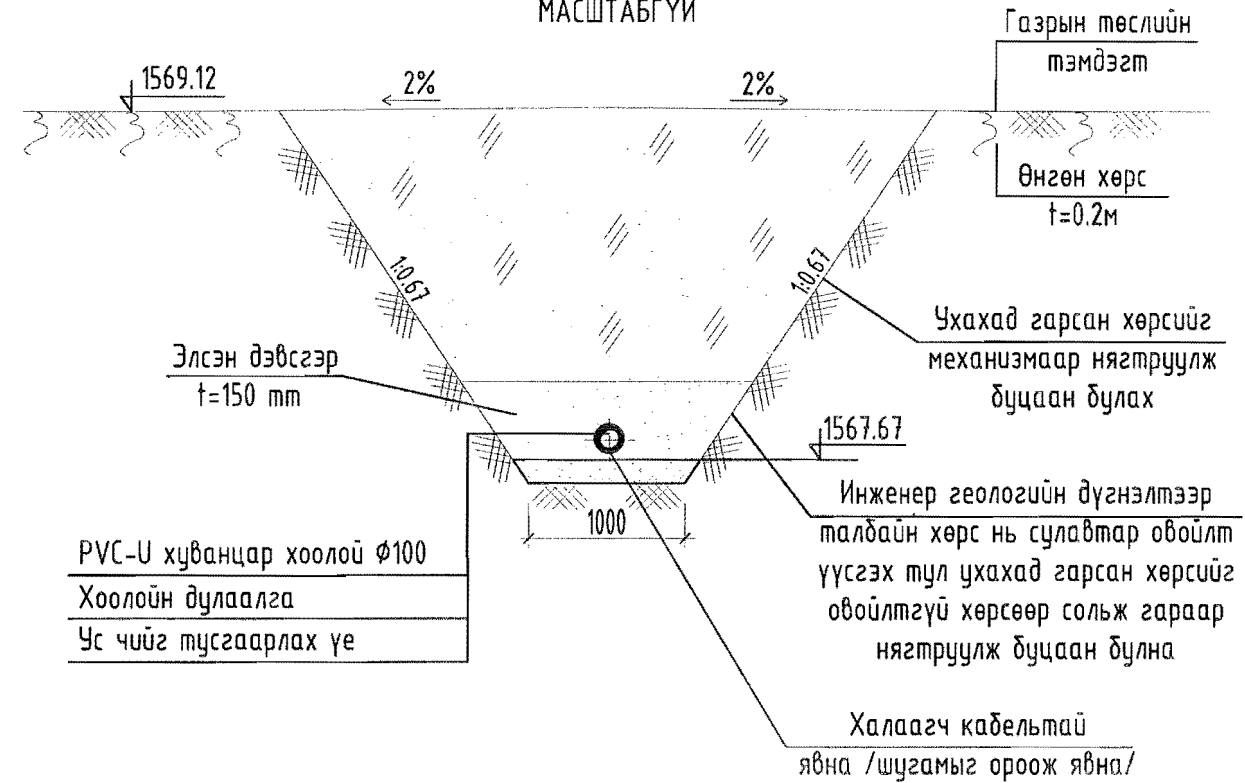 МАСШТАБГҮЙ
Газрын төслийн
тэмдэгт
1569.12
2%
2%
Өнгөн хөрс
t=0.2м
1:0.67
1:0.67
Ухахад гарсан хөрсийг
механизмаар нягтруулж
буцаан булах
Элсэн дэвсгэр
t=150 mm
1567.67
Инженер геологийн дүгнэлтээр
талбайн хөрс нь сулавтар овойлт
үүсгэх тул ухахад гарсан хөрсийг
овойлтгүй хөрсөөр сольж гараар
нягтруулж буцаан булна
1000
PVC-U хуванцар хоолой Ø100
Хоолойн дулаалга
Ус чийг тусгаарлах үе
Халаагч кабельтай
явна /шугамыг ороож явна/